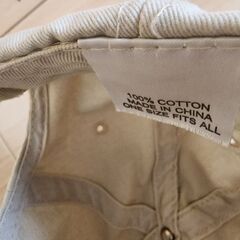 100% COTTON
MADE IN CHINA
ONE SIZE FITS ALL